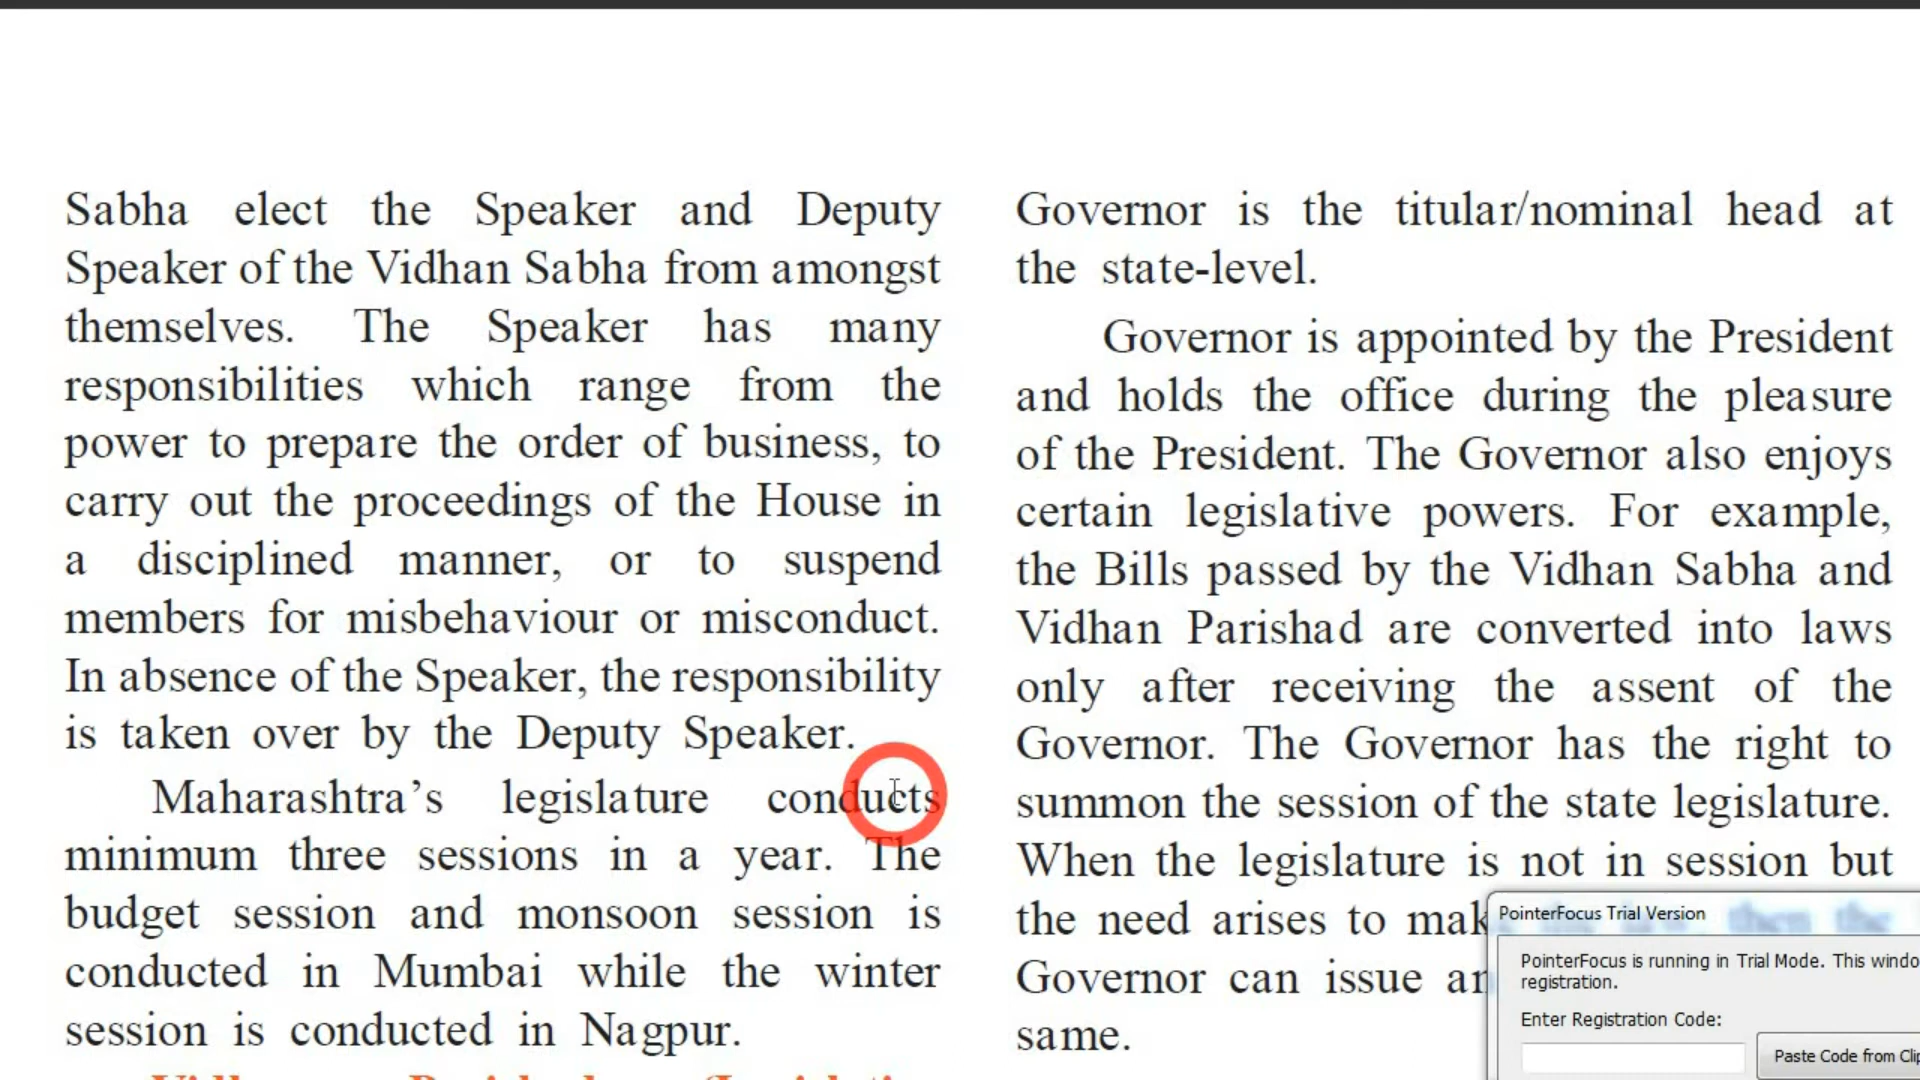 Sabha elect the Speaker and Deputy
Speaker of the Vidhan Sabha from amongst
themselves. The Speaker has many
responsibilities which range from the
power to prepare the order of business, to
carry out the proceedings of the House in
a disciplined manner, or to suspend
members for misbehaviour or misconduct.
In absence of the Speaker, the responsibility
is taken over by the Deputy Speaker.
Maharashtra’s legislature conducts
minimum three sessions in a year. The
budget session and monsoon session is
conducted in Mumbai while the winter
session is conducted in Nagpur.
Governor is the titular/nominal head at
the state-level.
Governor is appointed by the President
and holds the office during the pleasure
of the President. The Governor also enjoys
certain legislative powers. For example,
the Bills passed by the Vidhan Sabha and
Vidhan Parishad are converted into laws
only after receiving the assent of the
Governor. The Governor has the right to
summon the session of the state legislature.
When the legislature is not in session but
the need arises to mak
Governor can issue an
same.
PointerFocus Trial Version
PointerFocus is running in Trial Mode. This windo
registration.
Enter Registration Code:
Paste Code from Clip